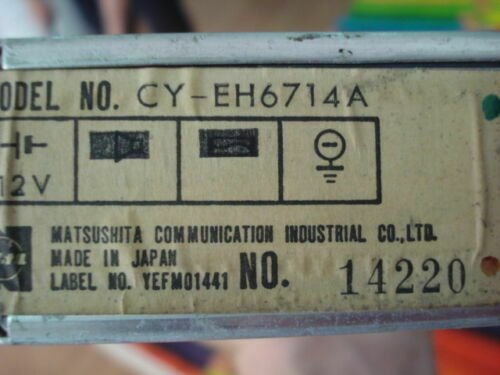 ODEL NO. CY-EH6714A
12V
MATSUSHITA COMMUNICATION INDUSTRIAL CO.,LTD.
MADE IN JAPAN
LABEL NO. YEFM01441 NO. 14220